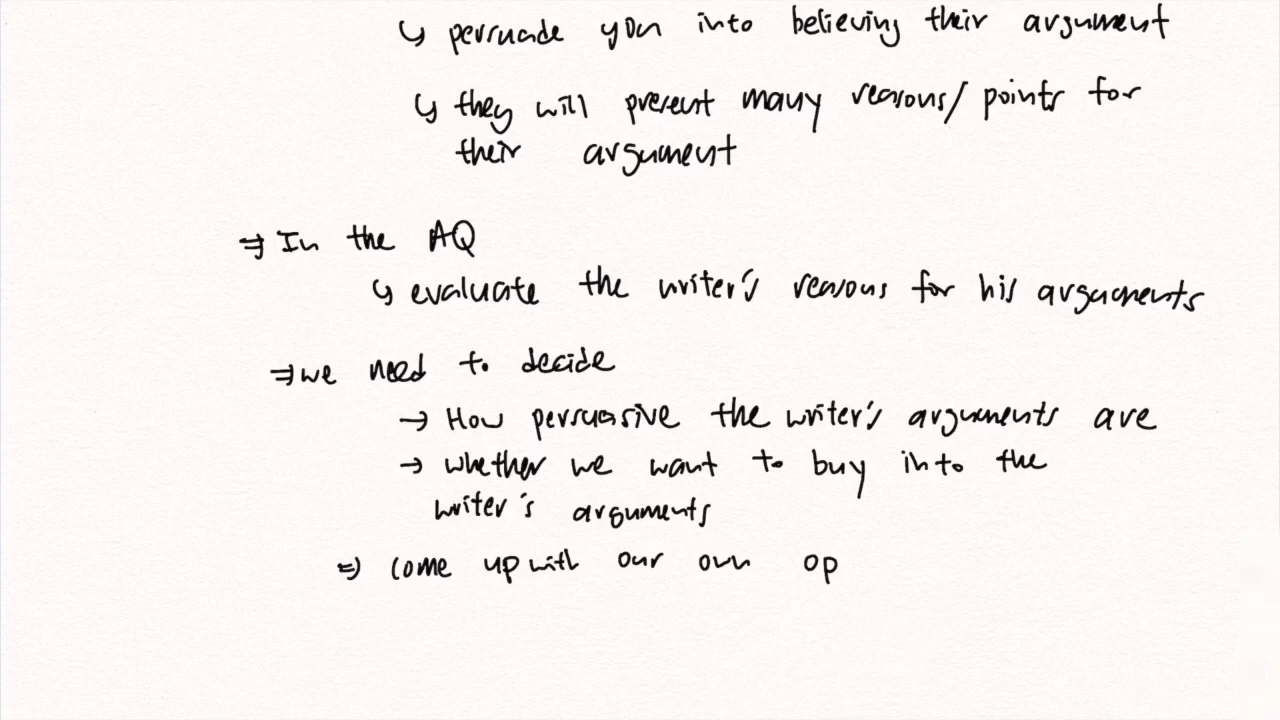 ↳ persuade you into believing their argument
↳ they will present many reasons/points for
their argument
⇒ In the AQ
↳ evaluate the writer's reasons for his arguments
⇒ we need to decide
→ How persuasive the writer's arguments are
→ whether we want to buy into the
writer's arguments
⇒ come up with our own op